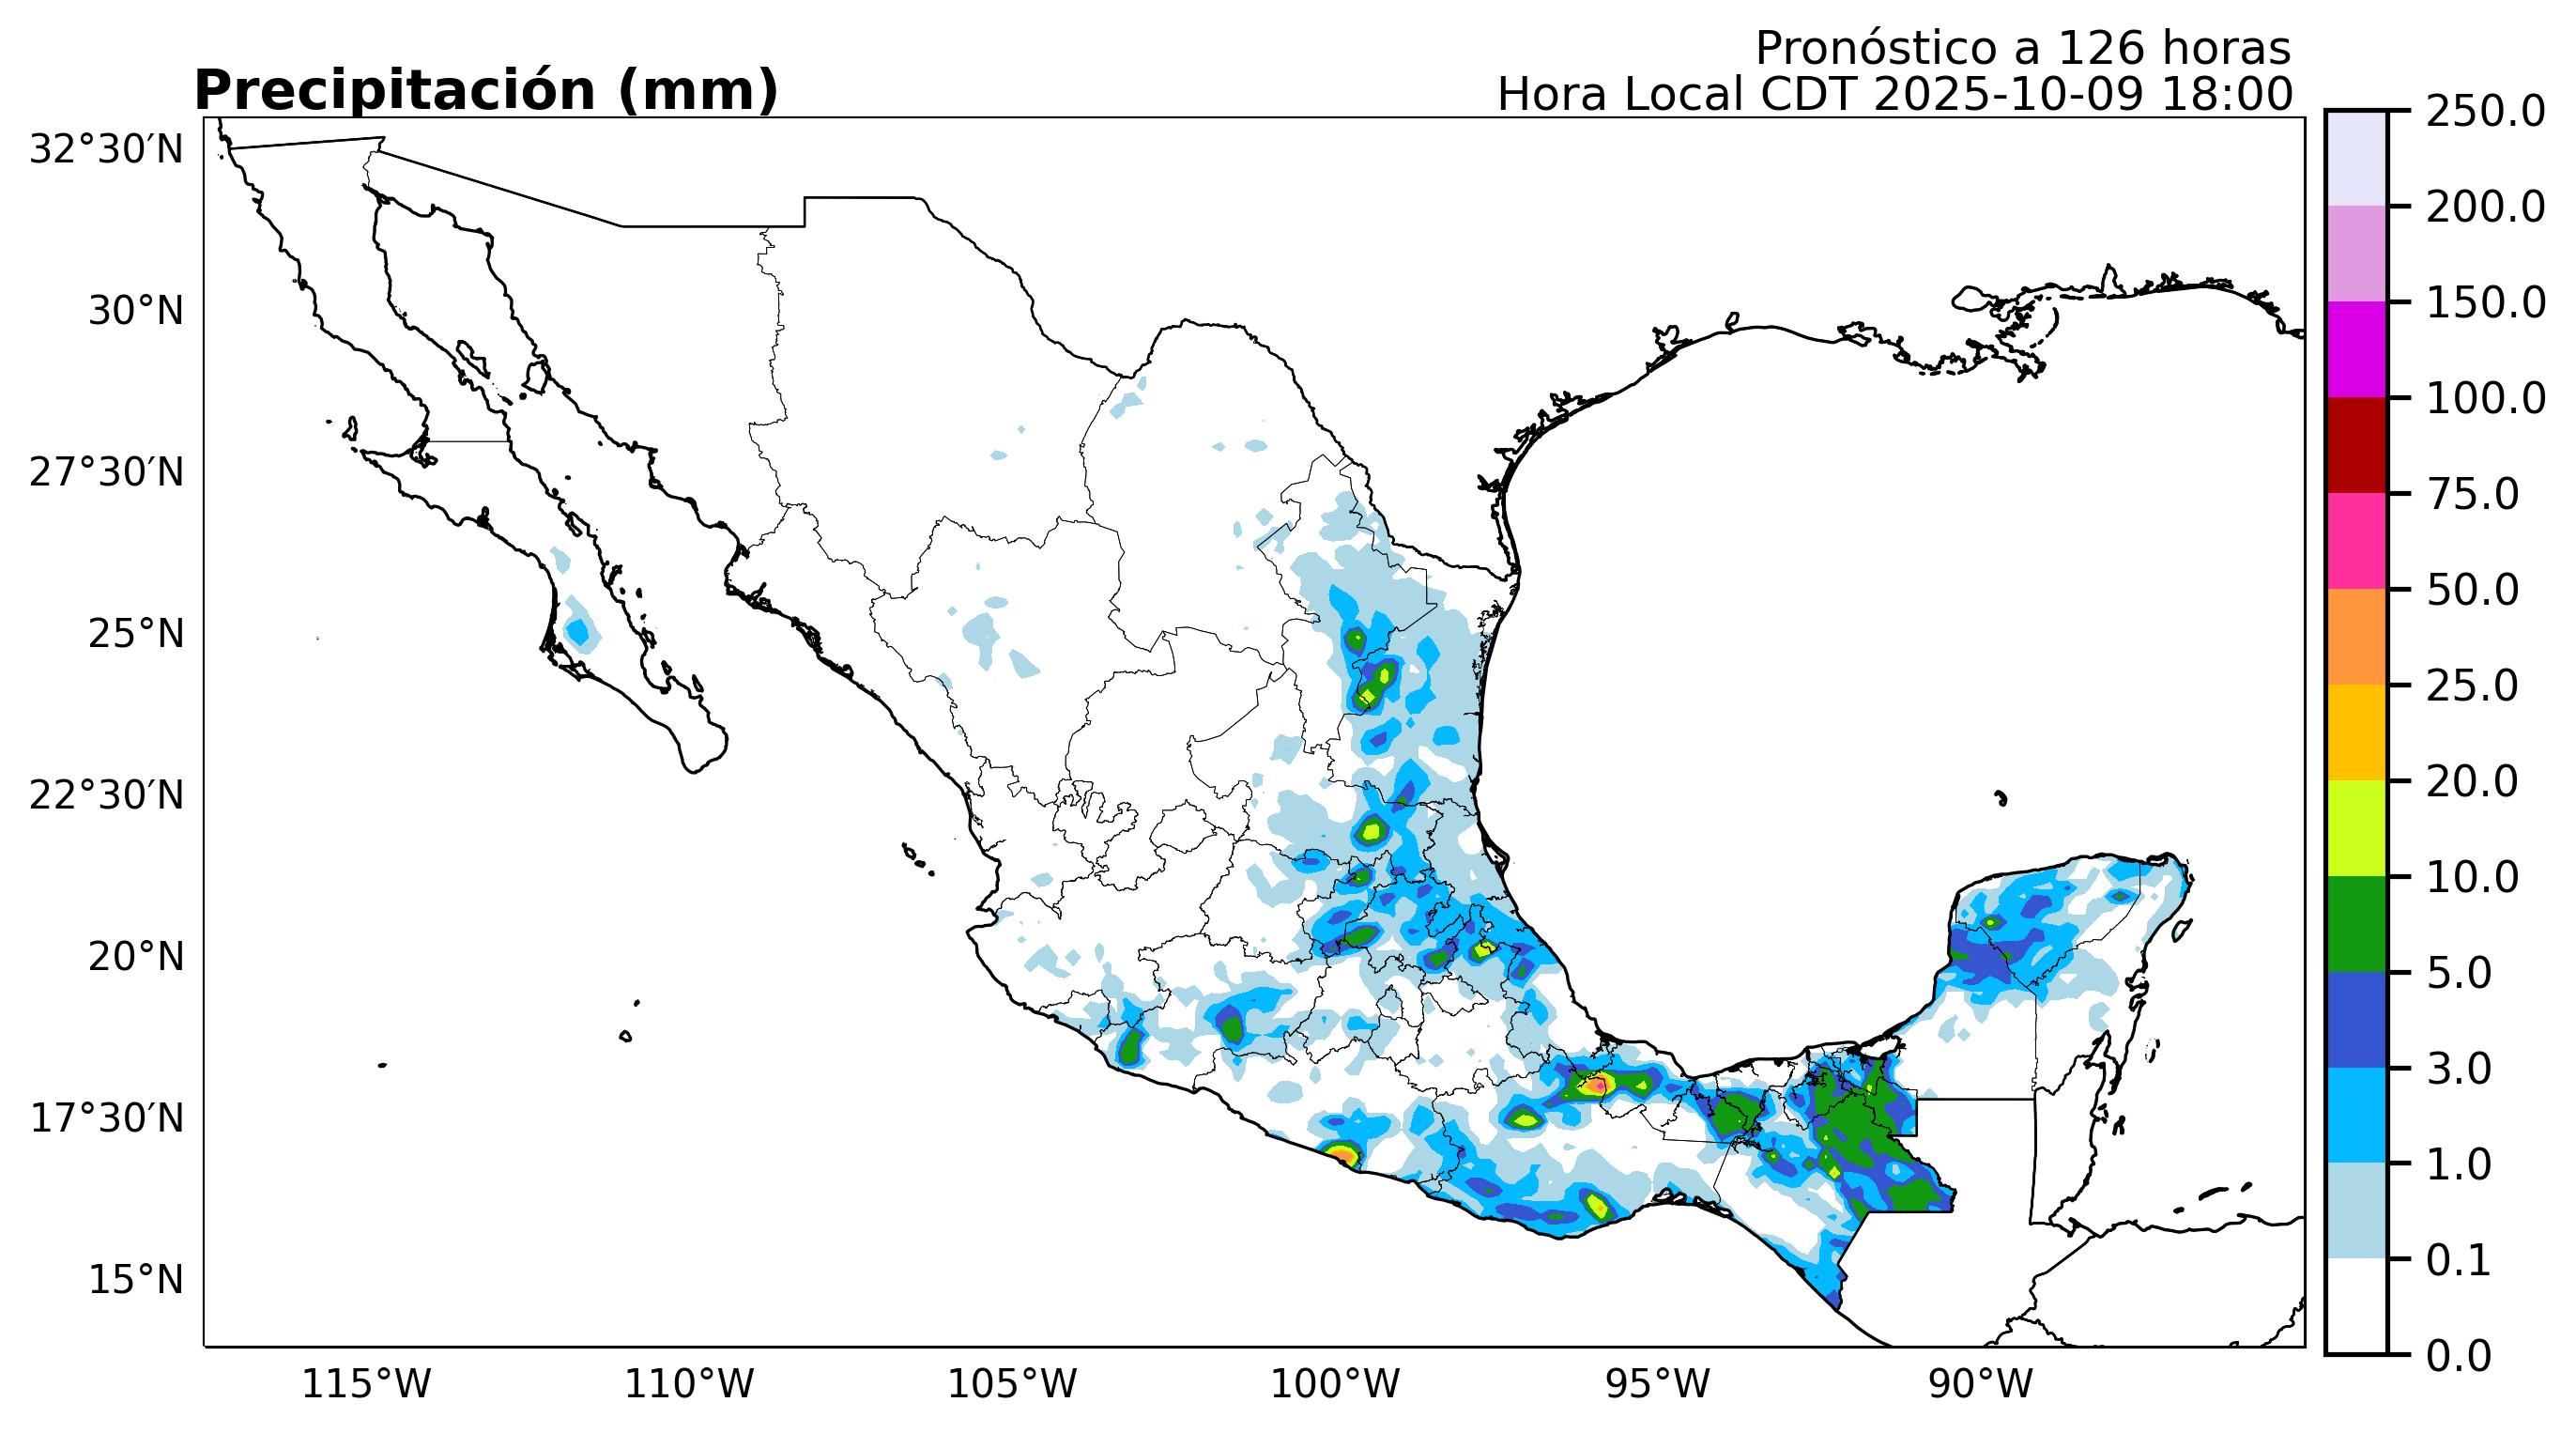 Pronóstico a 126 horas
Precipitación (mm)
Hora Local CDT 2025-10-09 18:00
32°30′N
30°N
27°30′N
25°N
22°30′N
20°N
17°30′N
15°N
115°W
110°W
105°W
100°W
95°W
90°W
250.0
200.0
150.0
100.0
75.0
50.0
25.0
20.0
10.0
5.0
3.0
1.0
0.1
0.0